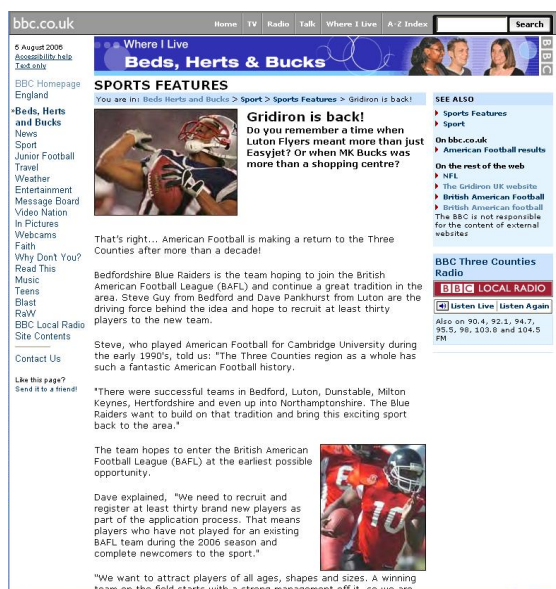 bbc.co.uk
Home TV Radio Talk Where I Live A-Z Index
Search
6 August 2006
Accessibility help
Text only
BBC Homepage
England
»Beds, Herts
and Bucks
News
Sport
Junior Football
Travel
Weather
Entertainment
Message Board
Video Nation
In Pictures
Webcams
Faith
Why Don't You?
Read This
Music
Teens
Blast
RaW
BBC Local Radio
Site Contents
Contact Us
Like this page?
Send it to a friend!
Where I Live
Beds, Herts & Bucks
BBC
SPORTS FEATURES
You are in: Beds Herts and Bucks > Sport > Sports Features > Gridiron is back!
Gridiron is back!
Do you remember a time when
Luton Flyers meant more than just
Easyjet? Or when MK Bucks was
more than a shopping centre?
That's right... American Football is making a return to the Three
Counties after more than a decade!
Bedfordshire Blue Raiders is the team hoping to join the British
American Football League (BAFL) and continue a great tradition in the
area. Steve Guy from Bedford and Dave Pankhurst from Luton are the
driving force behind the idea and hope to recruit at least thirty
players to the new team.
Steve, who played American Football for Cambridge University during
the early 1990's, told us: "The Three Counties region as a whole has
such a fantastic American Football history.
"There were successful teams in Bedford, Luton, Dunstable, Milton
Keynes, Hertfordshire and even up into Northamptonshire. The Blue
Raiders want to build on that tradition and bring this exciting sport
back to the area."
The team hopes to enter the British American
Football League (BAFL) at the earliest possible
opportunity.
Dave explained, "We need to recruit and
register at least thirty brand new players as
part of the application process. That means
players who have not played for an existing
BAFL team during the 2006 season and
complete newcomers to the sport."
10
"We want to attract players of all ages, shapes and sizes. A winning
team on the field starts with a strong management off it, so we are
SEE ALSO
Sports Features
Sport
On bbc.co.uk
American Football results
On the rest of the web
NFL
The Gridiron UK website
British American Football
British American football
The BBC is not responsible
for the content of external
websites
BBC Three Counties
Radio
BBC LOCAL RADIO
Listen Live Listen Again
Also on 90.4, 92.1, 94.7,
95.5, 98, 103.8 and 104.5
FM